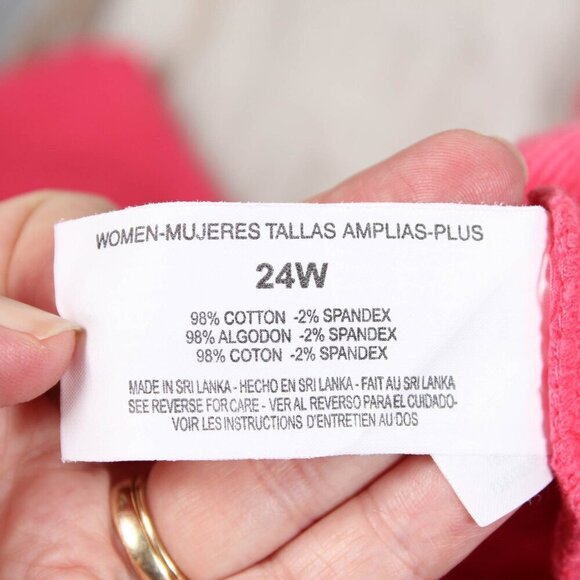 WOMEN-MUJERES TALLAS AMPLIAS-PLUS
24W
98% COTTON -2% SPANDEX
98% ALGODON -2% SPANDEX
98% COTON -2% SPANDEX
MADE IN SRI LANKA - HECHO EN SRI LANKA - FAIT AU SRI LANKA
SEE REVERSE FOR CARE - VER AL REVERSO PARA EL CUIDADO-
VOIR LES INSTRUCTIONS D'ENTRETIEN AU DOS